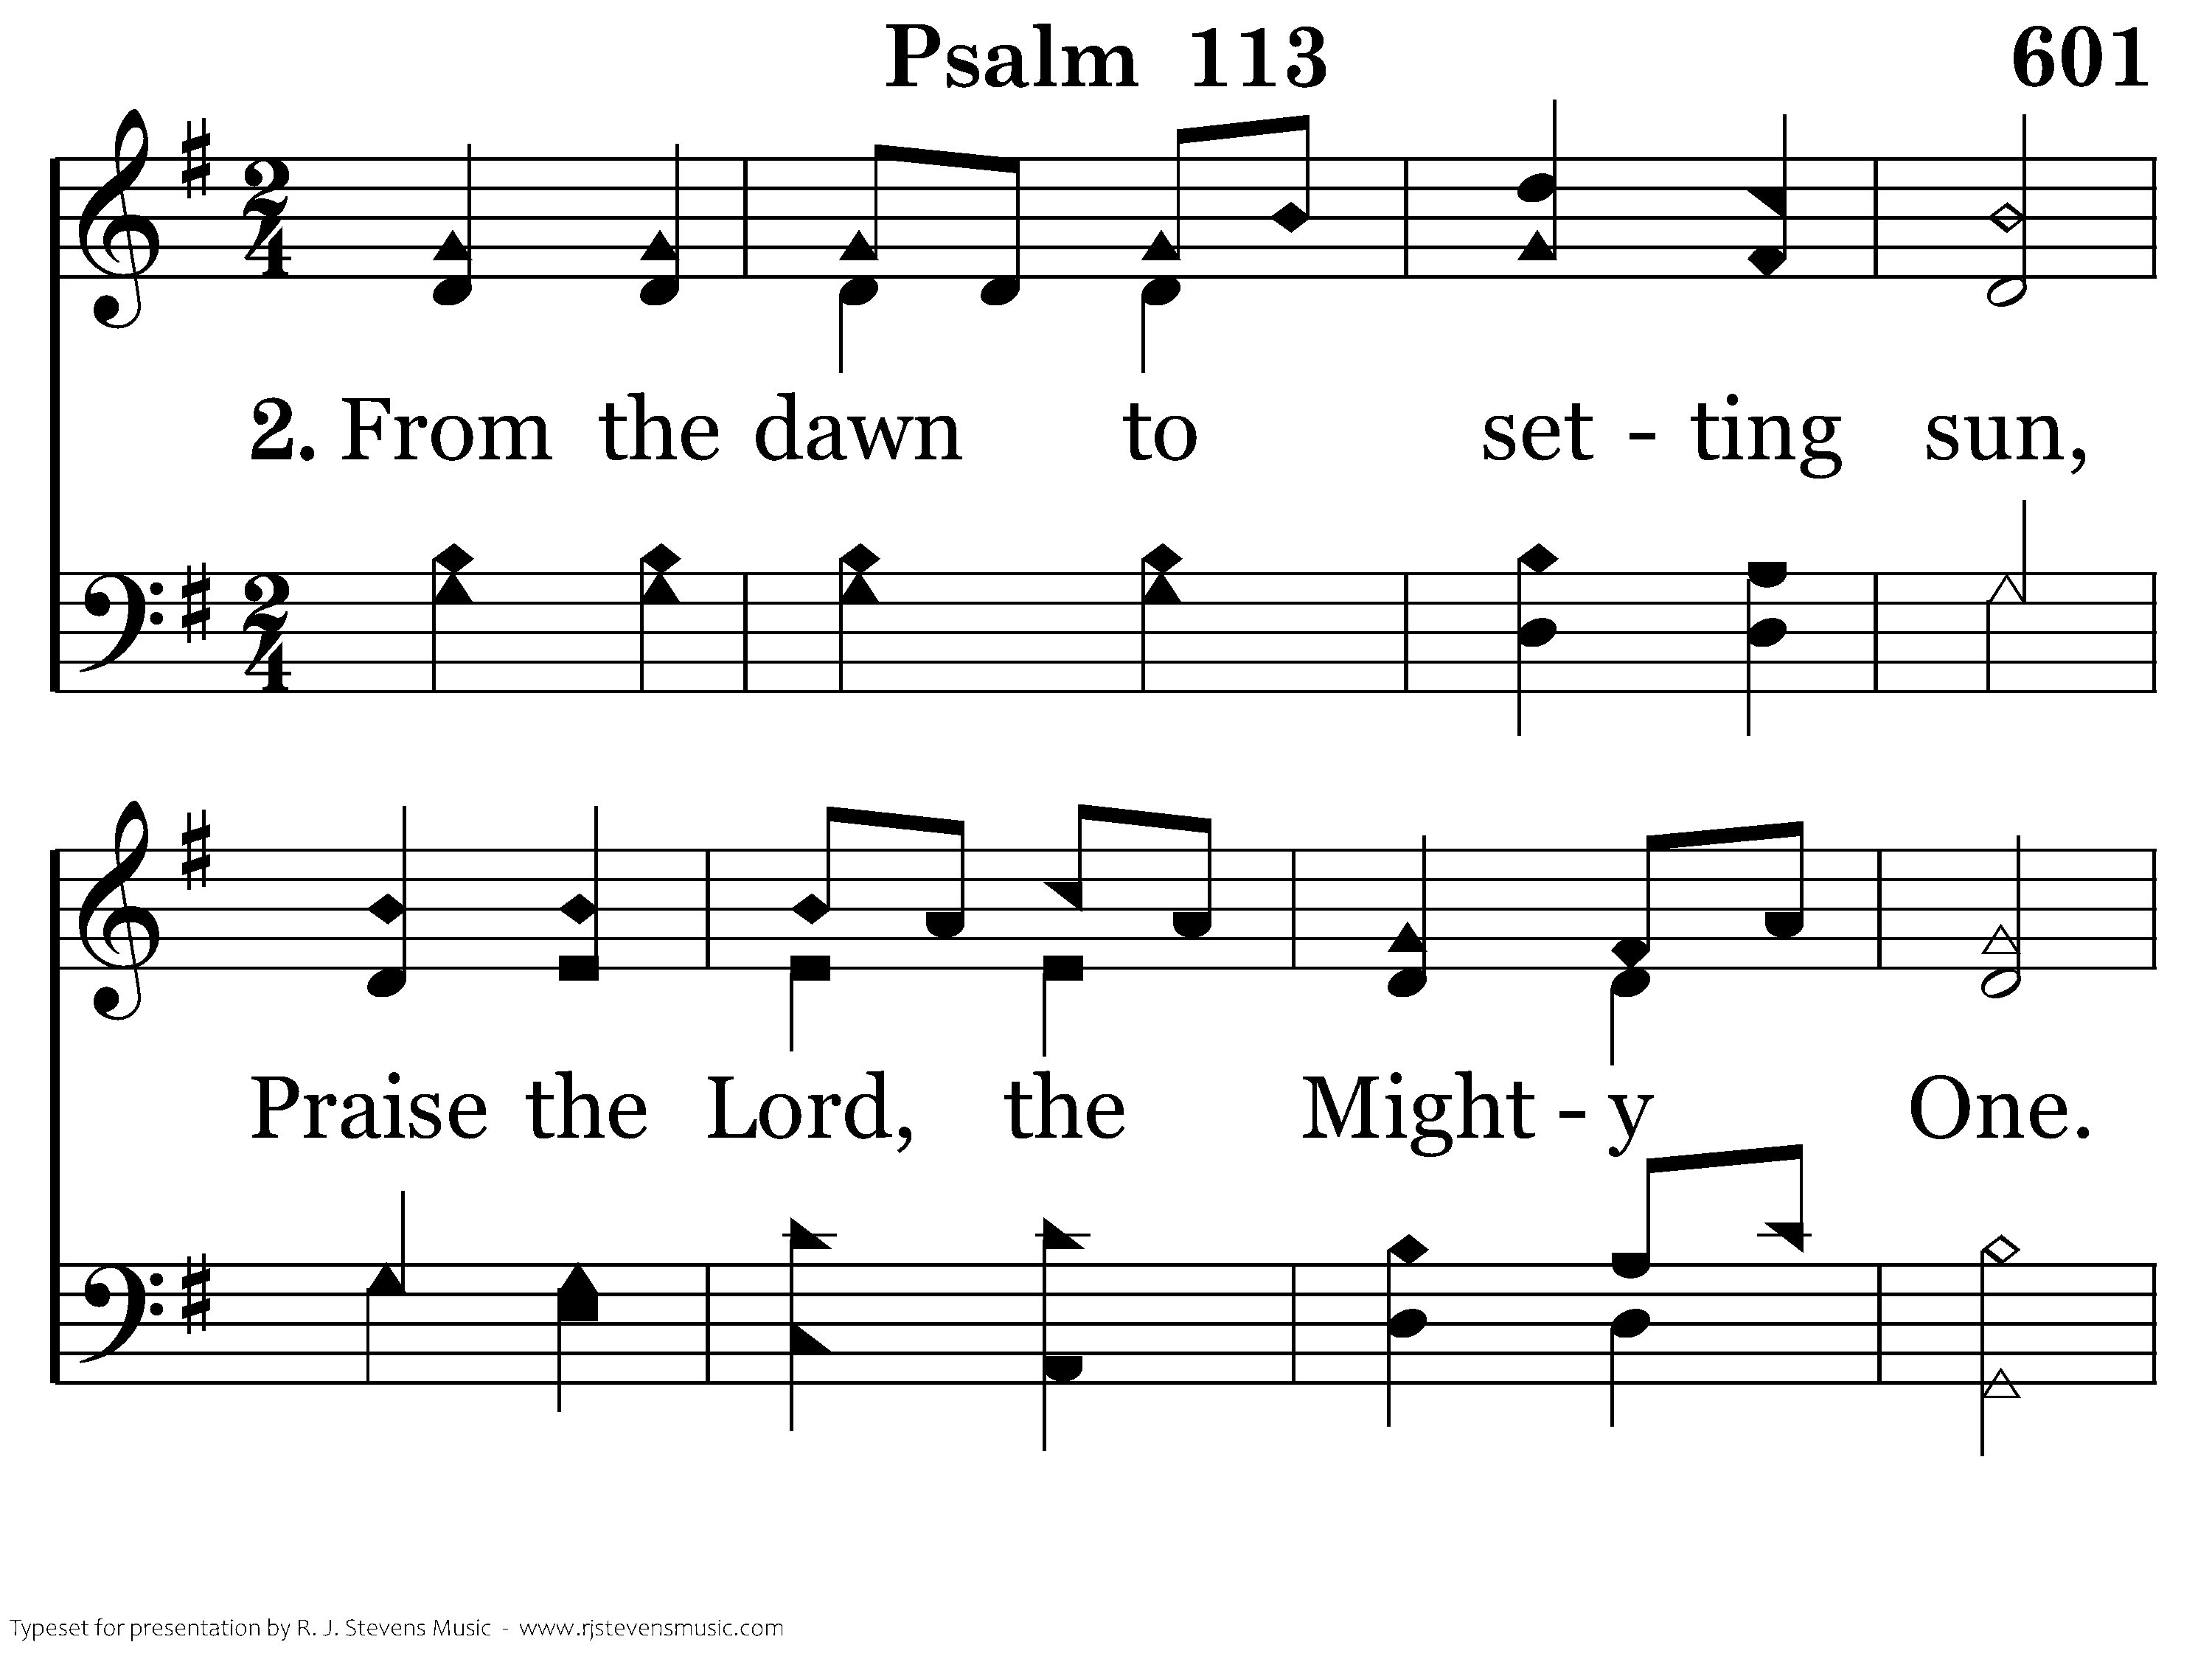 Psalm 113 601
2. From the dawn to set - ting sun,
Praise the Lord, the Might - y One.
Typeset for presentation by R. J. Stevens Music - www.rjstevensmusic.com